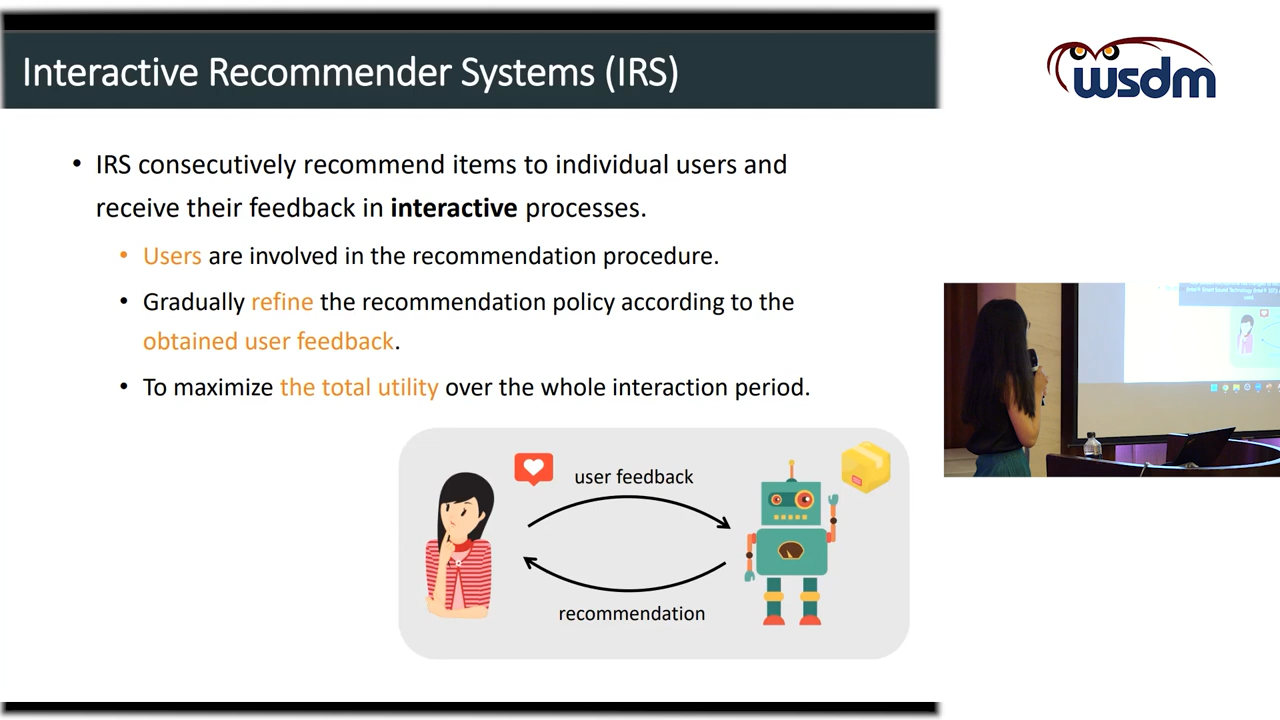 Interactive Recommender Systems (IRS)
wsdm
• IRS consecutively recommend items to individual users and
receive their feedback in interactive processes.
• Users are involved in the recommendation procedure.
• Gradually refine the recommendation policy according to the
obtained user feedback.
• To maximize the total utility over the whole interaction period.
user feedback
recommendation